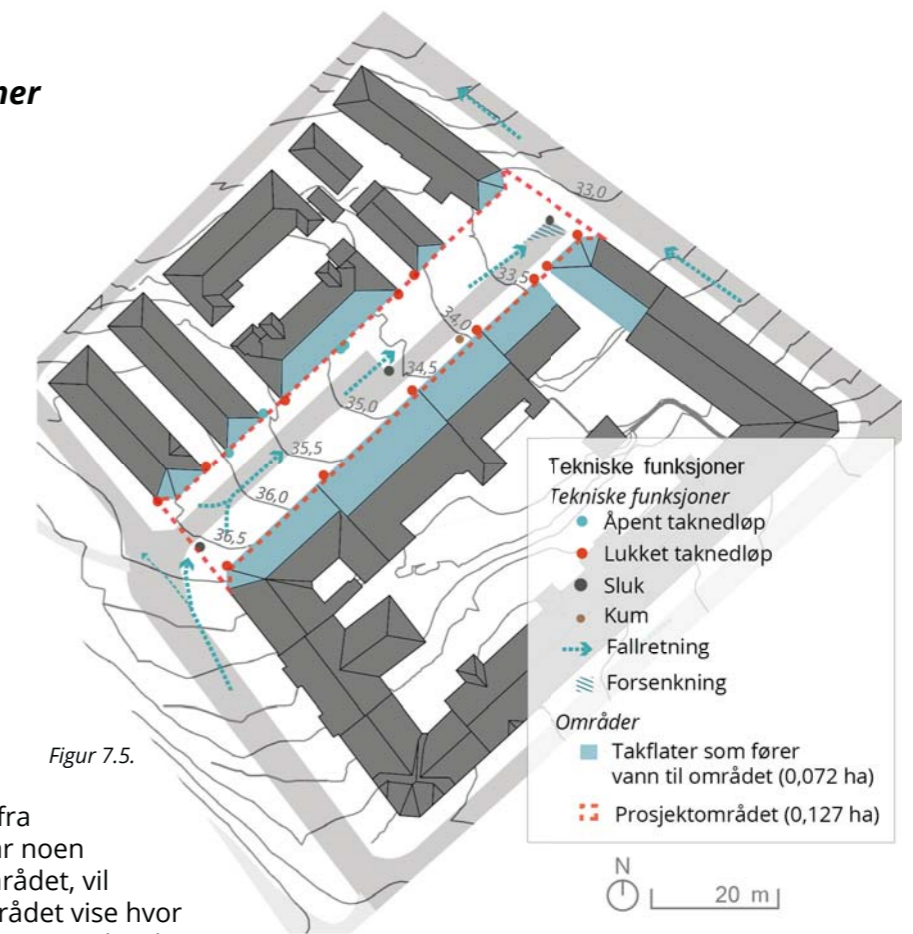 ner
33,0
33,5
34,0
34,5
35,0
35,5
36,0
36,5
Tekniske funksjoner
Tekniske funksjoner
Åpent taknedløp
Lukket taknedløp
Sluk
Kum
Fallretning
Forsenkning
Områder
Takflater som fører
vann til området (0,072 ha)
Prosjektområdet (0,127 ha)
N
20 m
Figur 7.5.
fra
ar noen
mrådet, vil
rådet vise hvor